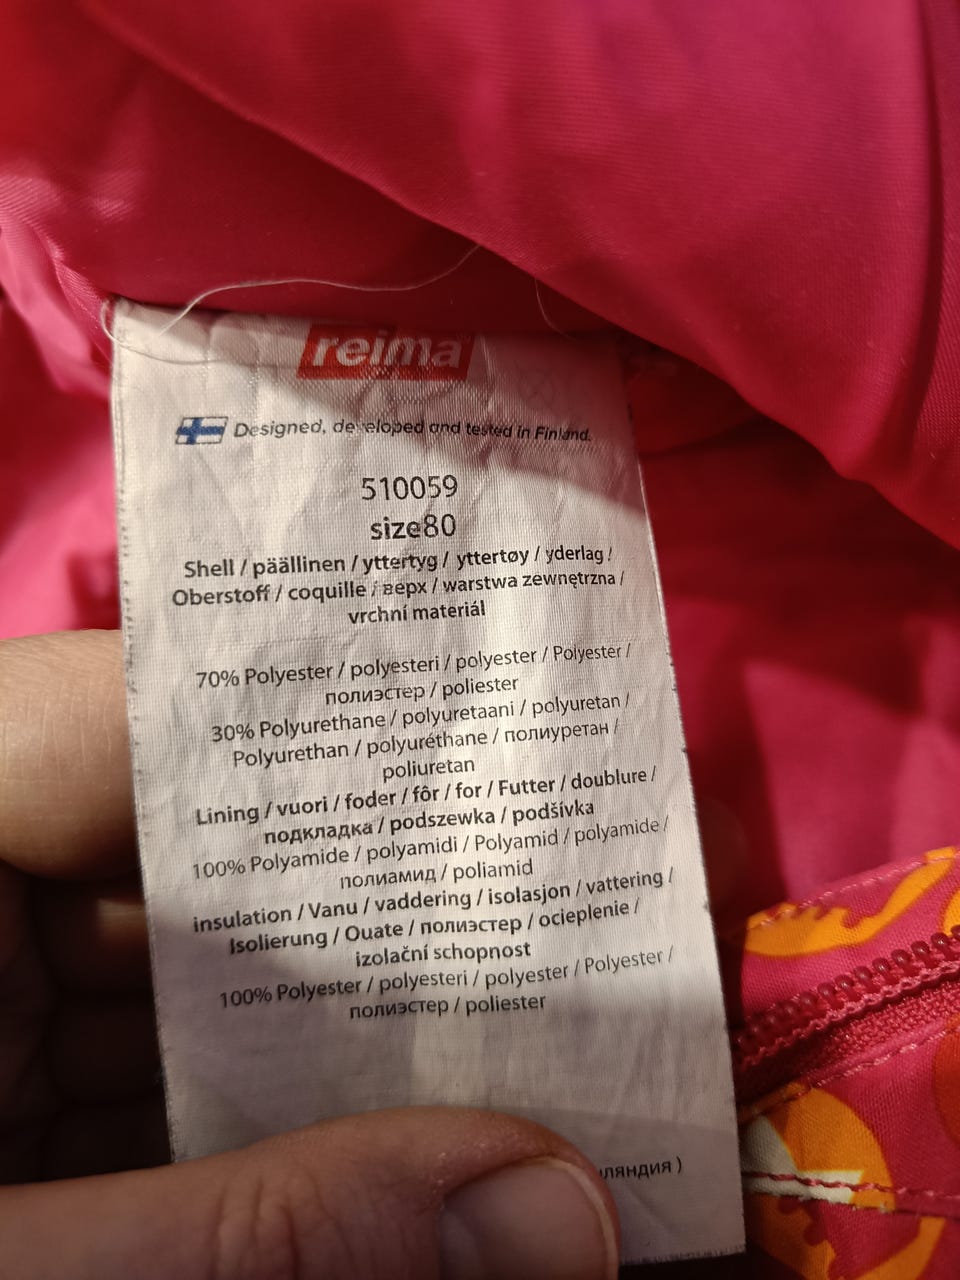 reima
Designed, developed and tested in Finland.
510059
size80
Shell / päällinen / yttertyg / yttertøy / yderlag /
Oberstoff / coquille / верх / warstwa zewnętrzna /
vrchní materiál
70% Polyester / polyesteri / polyester / Polyester /
полиэстер / poliester
30% Polyurethane / polyuretaani / polyuretan /
Polyurethan / polyuréthane / полиуретан /
poliuretan
Lining / vuori / foder / fôr / for / Futter / doublure /
подкладка / podszewka / podšívka
100% Polyamide / polyamidi / Polyamid / polyamide /
полиамид / poliamid
insulation / Vanu / vaddering / isolasjon / vattering /
Isolierung / Ouate / полиэстер / ocieplenie /
izolační schopnost
100% Polyester / polyesteri / polyester / Polyester /
полиэстер / poliester
ляндия )